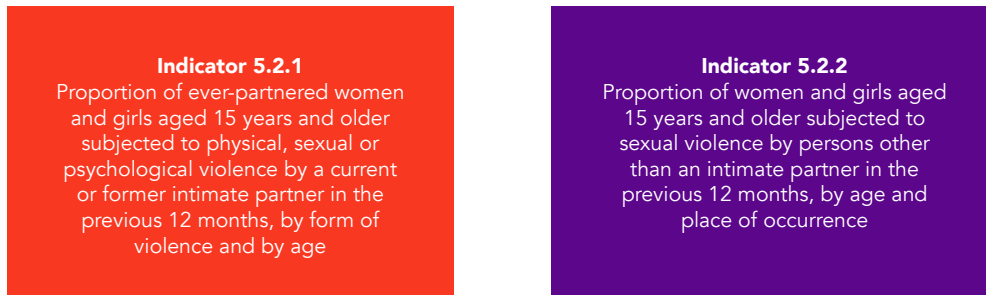 Indicator 5.2.1
Proportion of ever-partnered women
and girls aged 15 years and older
subjected to physical, sexual or
psychological violence by a current
or former intimate partner in the
previous 12 months, by form of
violence and by age
Indicator 5.2.2
Proportion of women and girls aged
15 years and older subjected to
sexual violence by persons other
than an intimate partner in the
previous 12 months, by age and
place of occurrence